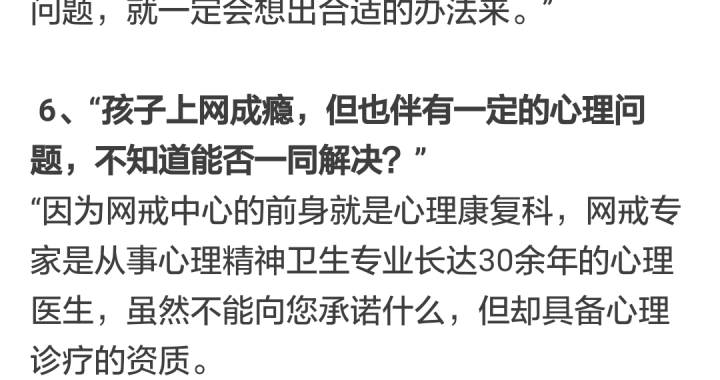 问题，就一定会想出合适的办法来。”
6、“孩子上网成瘾，但也伴有一定的心理问
题，不知道能否一同解决？”
“因为网戒中心的前身就是心理康复科，网戒专
家是从事心理精神卫生专业长达30余年的心理
医生，虽然不能向您承诺什么，但却具备心理
诊疗的资质。